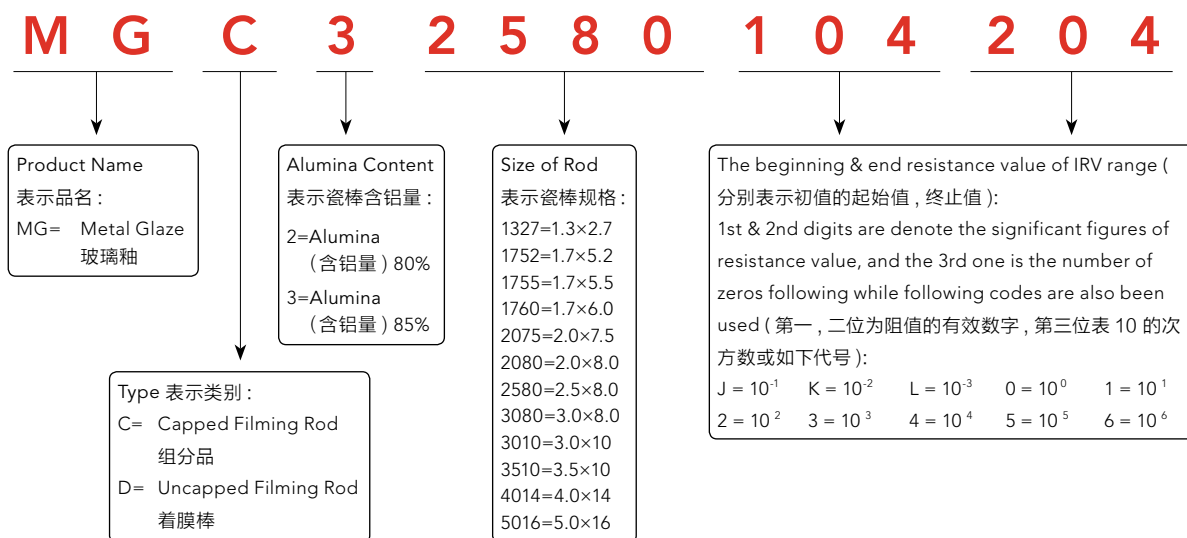 M G C 3 2 5 8 0 1 0 4 2 0 4
Product Name
表示品名 :
MG= Metal Glaze
玻璃釉
Type 表示类别 :
C= Capped Filming Rod
组分品
D= Uncapped Filming Rod
着膜棒
Alumina Content
表示瓷棒含铝量 :
2=Alumina
(含铝量 ) 80%
3=Alumina
(含铝量 ) 85%
Size of Rod
表示瓷棒规格 :
1327=1.3×2.7
1752=1.7×5.2
1755=1.7×5.5
1760=1.7×6.0
2075=2.0×7.5
2080=2.0×8.0
2580=2.5×8.0
3080=3.0×8.0
3010=3.0×10
3510=3.5×10
4014=4.0×14
5016=5.0×16
The beginning & end resistance value of IRV range (
分别表示初值的起始值 , 终止值 ):
1st & 2nd digits are denote the significant figures of
resistance value, and the 3rd one is the number of
zeros following while following codes are also been
used ( 第一 , 二位为阻值的有效数字 , 第三位表 10 的次
方数或如下代号 ):
J = 10⁻¹ K = 10⁻² L = 10⁻³ 0 = 10⁰ 1 = 10¹
2 = 10² 3 = 10³ 4 = 10⁴ 5 = 10⁵ 6 = 10⁶